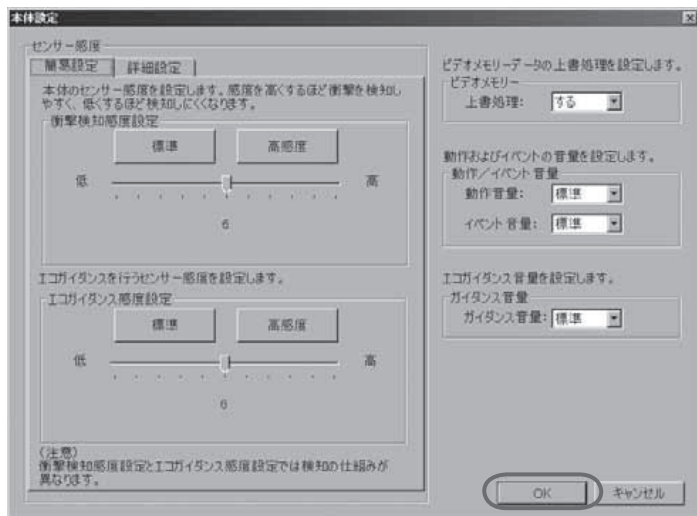 本体設定
センサー感度
簡易設定
詳細設定
本体のセンサー感度を設定します。感度を高くするほど衝撃を検知し
やすく、低くするほど検知しにくくなります。
衝撃検知感度設定
標準
高感度
低
高
6
エコガイダンスを行うセンサー感度を設定します。
エコガイダンス感度設定
標準
高感度
低
高
6
(注意)
衝撃検知感度設定とエコガイダンス感度設定では検知の仕組みが
異なります。
ビデオメモリーデータの上書処理を設定します。
ビデオメモリー
上書処理: する
動作およびイベントの音量を設定します。
動作/イベント音量
動作音量: 標準
イベント音量: 標準
エコガイダンス音量を設定します。
ガイダンス音量
ガイダンス音量: 標準
OK
キャンセル